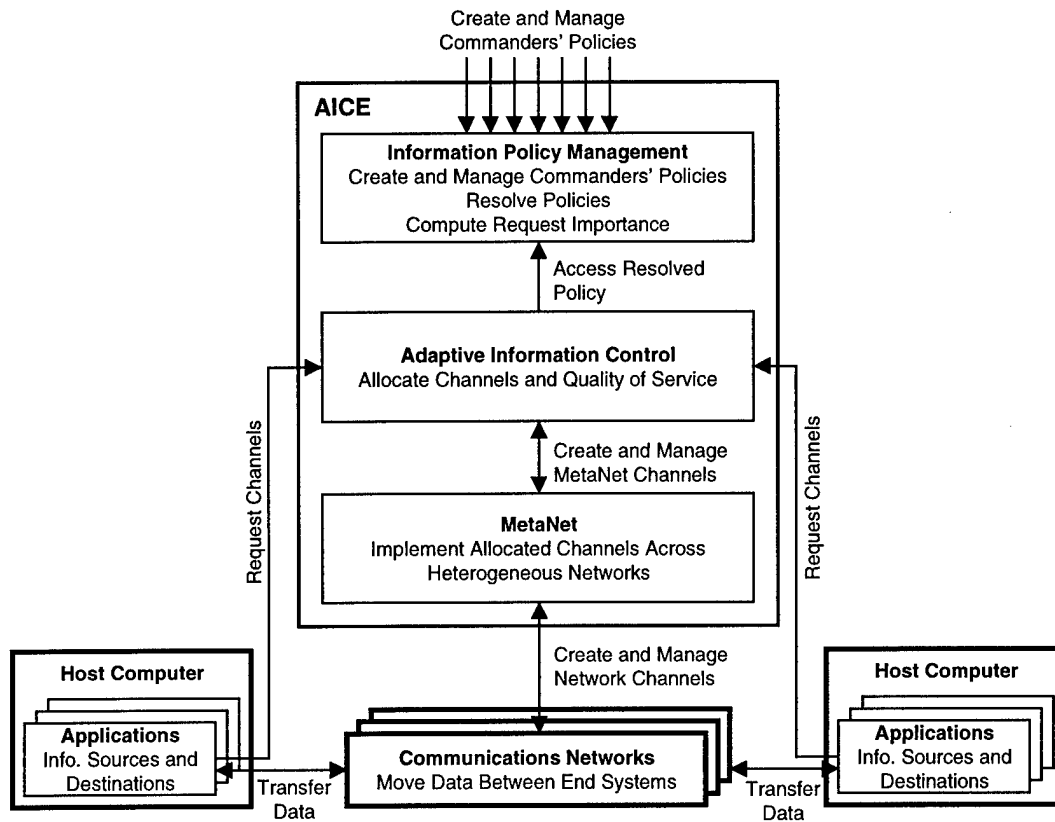 Create and Manage
Commanders' Policies
AICE
Information Policy Management
Create and Manage Commanders' Policies
Resolve Policies
Compute Request Importance
Access Resolved
Policy
Adaptive Information Control
Allocate Channels and Quality of Service
Request Channels
Request Channels
Create and Manage
MetaNet Channels
MetaNet
Implement Allocated Channels Across
Heterogeneous Networks
Host Computer
Applications
Info. Sources and
Destinations
Create and Manage
Network Channels
Host Computer
Applications
Info. Sources and
Destinations
Communications Networks
Move Data Between End Systems
Transfer
Data
Transfer
Data